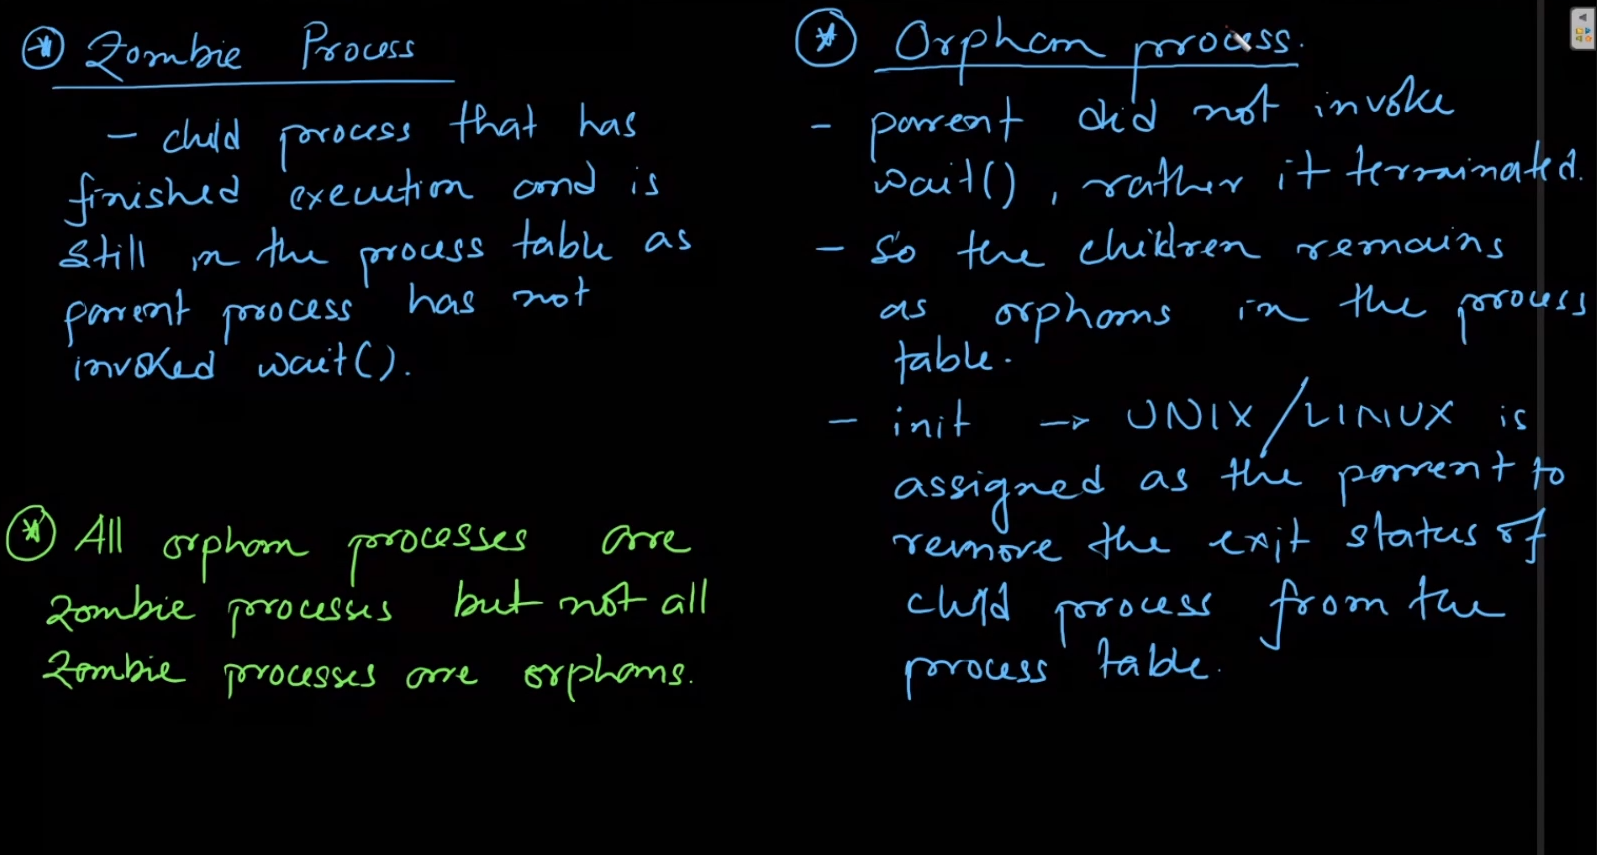 Zombie Process
- child process that has
finished execution and is
still in the process table as
parent process has not
invoked wait().
All orphan processes are
zombie processes but not all
zombie processes are orphans.
Orphan process.
- parent did not invoke
wait(), rather it terminated.
- So the children remains
as orphans in the process
table.
- init → UNIX/LINUX is
assigned as the parent to
remove the exit status of
child process from the
process table.